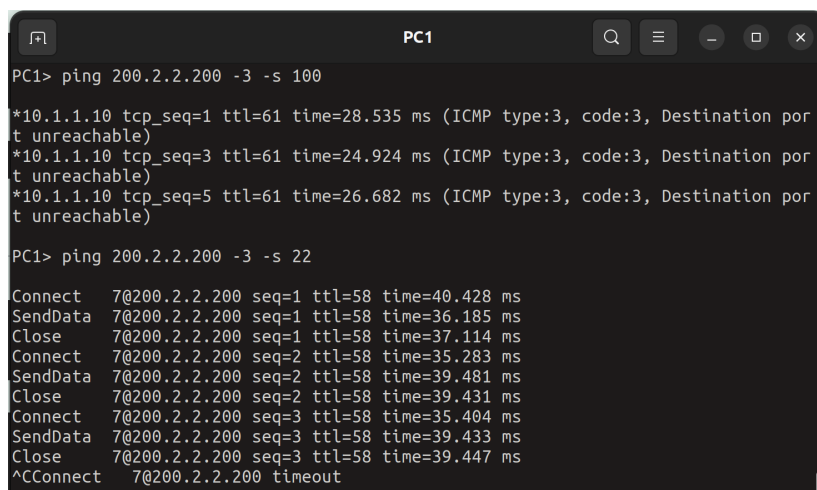 PC1
PC1> ping 200.2.2.200 -3 -s 100
*10.1.1.10 tcp_seq=1 ttl=61 time=28.535 ms (ICMP type:3, code:3, Destination por
t unreachable)
*10.1.1.10 tcp_seq=3 ttl=61 time=24.924 ms (ICMP type:3, code:3, Destination por
t unreachable)
*10.1.1.10 tcp_seq=5 ttl=61 time=26.682 ms (ICMP type:3, code:3, Destination por
t unreachable)
PC1> ping 200.2.2.200 -3 -s 22
Connect   7@200.2.2.200 seq=1 ttl=58 time=40.428 ms
SendData  7@200.2.2.200 seq=1 ttl=58 time=36.185 ms
Close     7@200.2.2.200 seq=1 ttl=58 time=37.114 ms
Connect   7@200.2.2.200 seq=2 ttl=58 time=35.283 ms
SendData  7@200.2.2.200 seq=2 ttl=58 time=39.481 ms
Close     7@200.2.2.200 seq=2 ttl=58 time=39.431 ms
Connect   7@200.2.2.200 seq=3 ttl=58 time=35.404 ms
SendData  7@200.2.2.200 seq=3 ttl=58 time=39.433 ms
Close     7@200.2.2.200 seq=3 ttl=58 time=39.447 ms
^CConnect   7@200.2.2.200 timeout